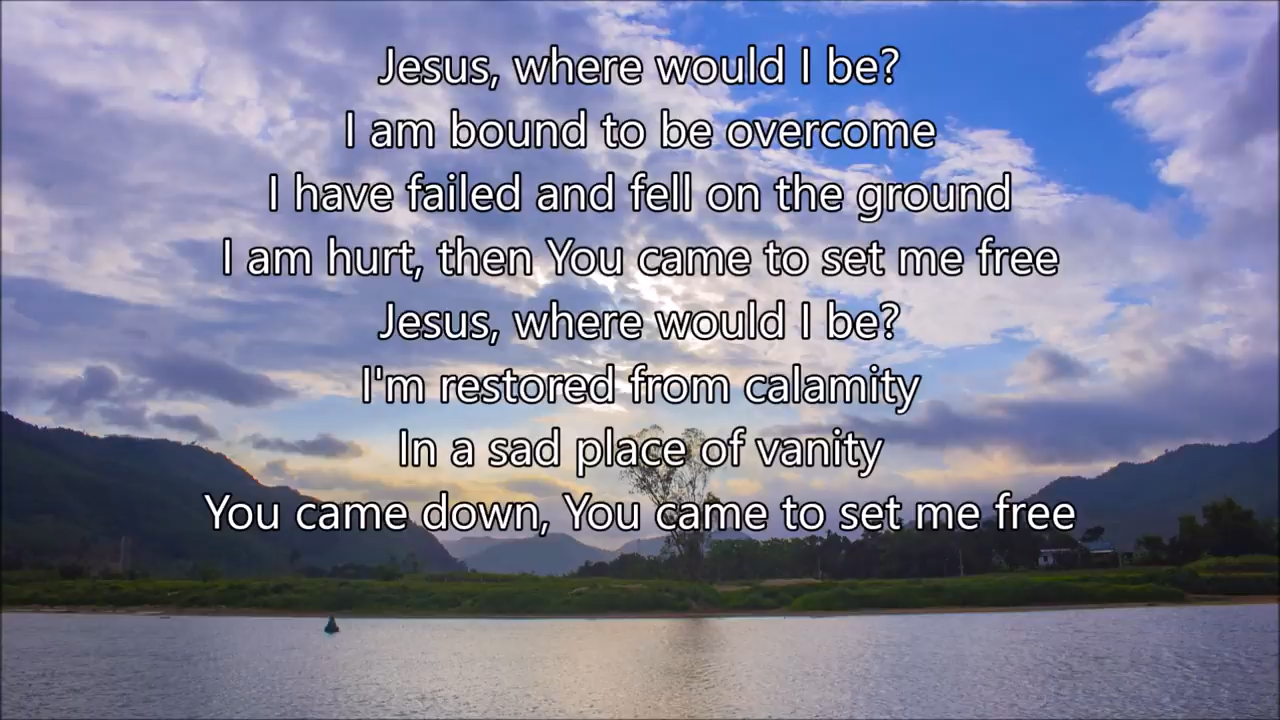 Jesus, where would I be?
I am bound to be overcome
I have failed and fell on the ground
I am hurt, then You came to set me free
Jesus, where would I be?
I'm restored from calamity
In a sad place of vanity
You came down, You came to set me free